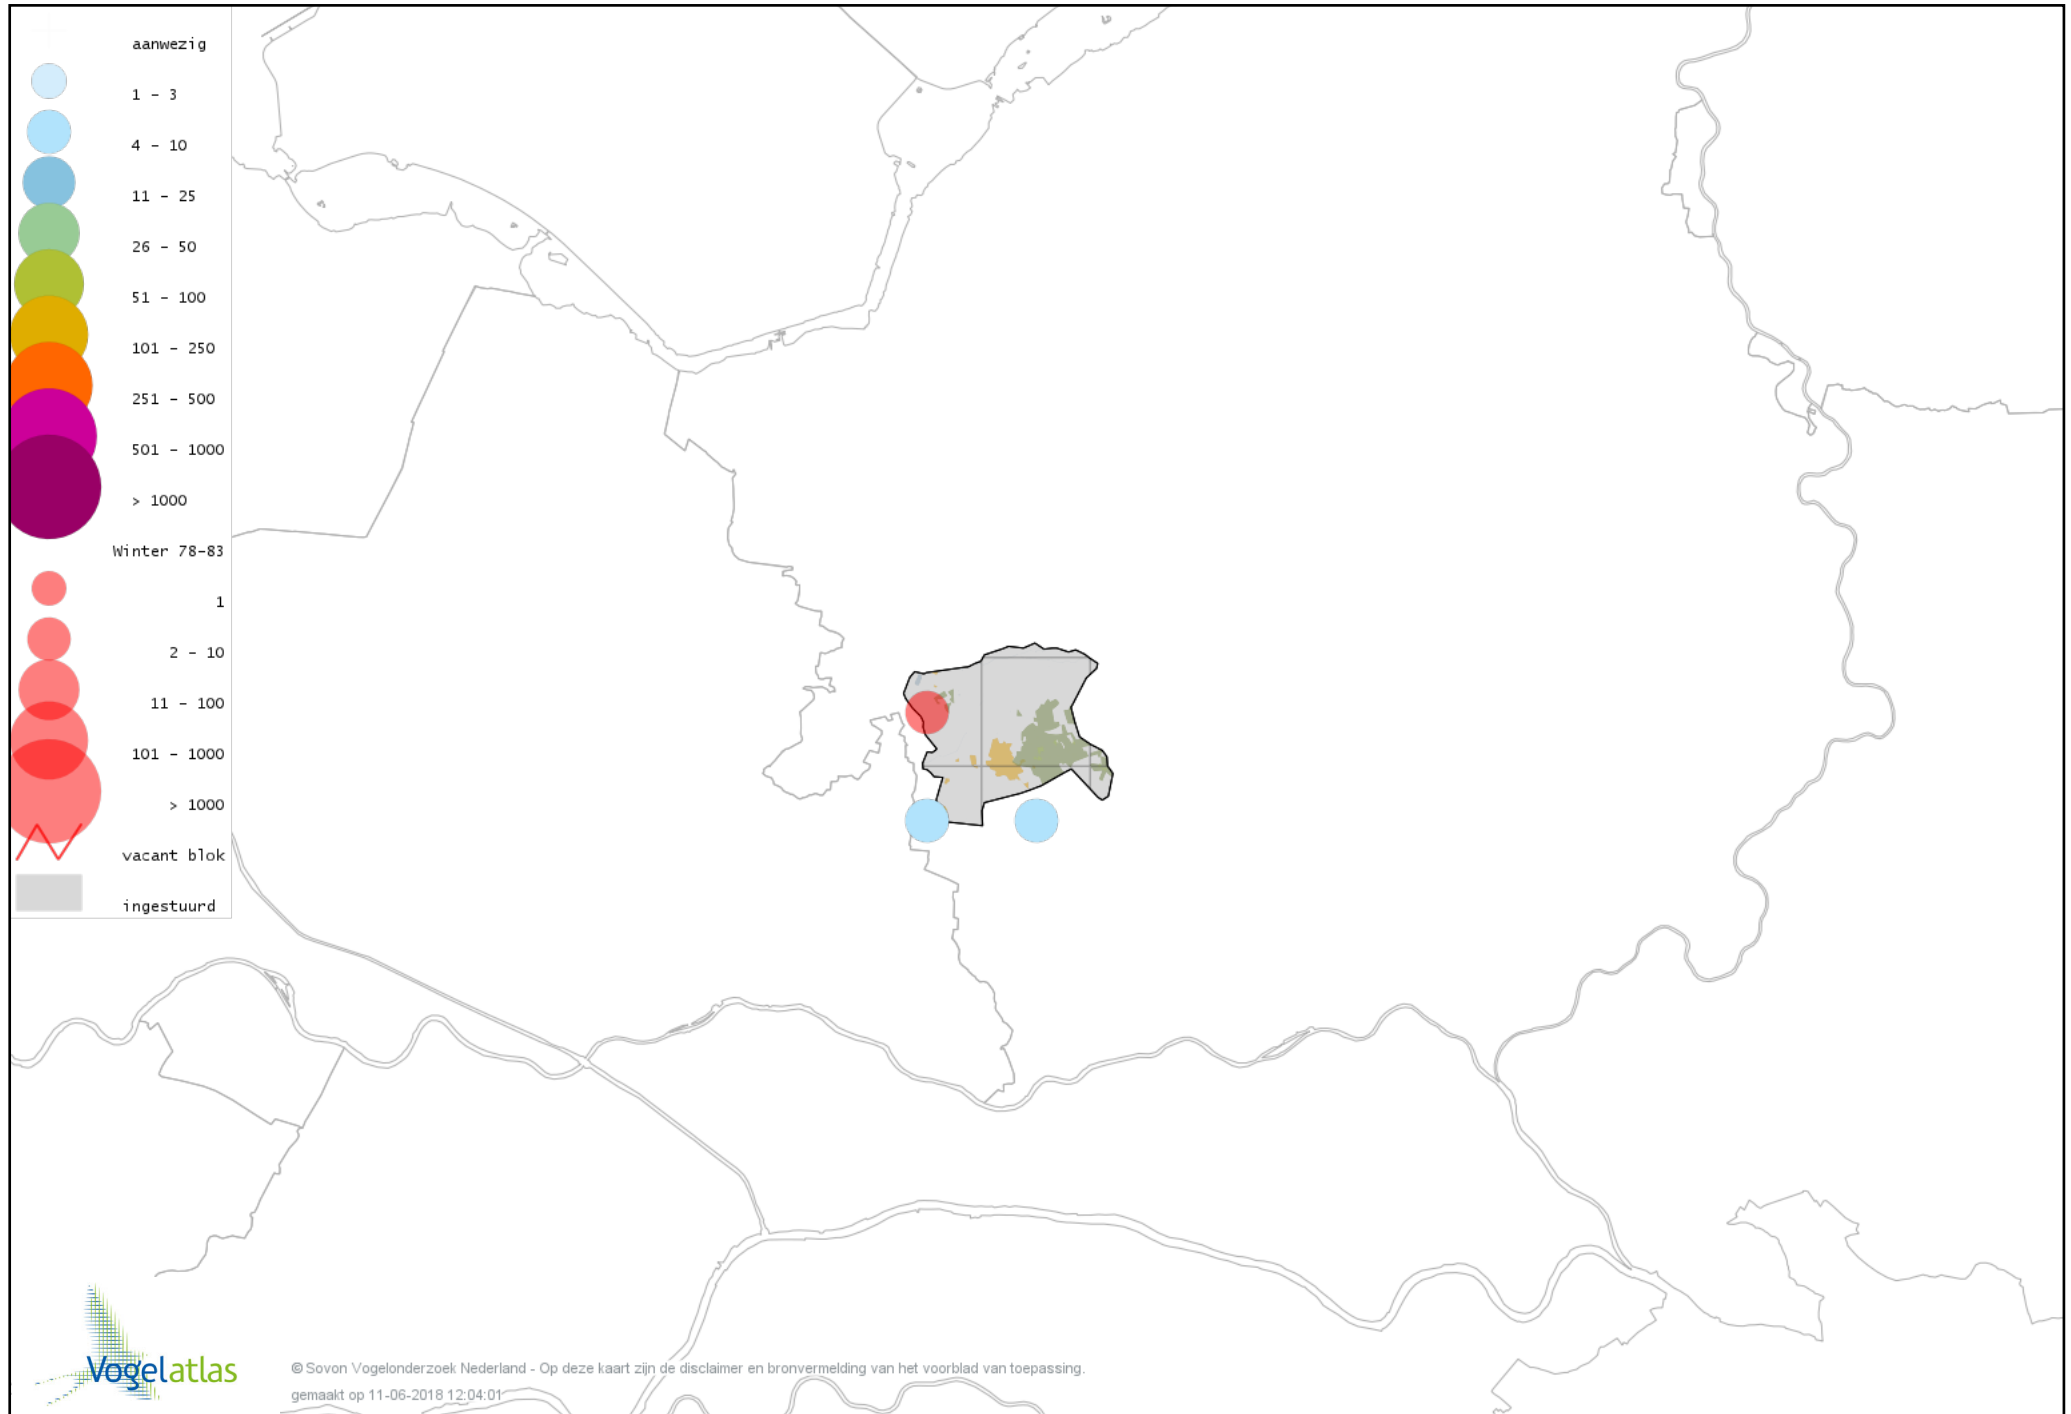 aanwezig
1 - 3
4 - 10
11 - 25
26 - 50
51 - 100
101 - 250
251 - 500
501 - 1000
> 1000
Winter 78-83
1
2 - 10
11 - 100
101 - 1000
> 1000
vacant blok
ingestuurd
Vogelatlas
© Sovon Vogelonderzoek Nederland - Op deze kaart zijn de disclaimer en bronvermelding van het voorblad van toepassing.
gemaakt op 11-06-2018 12:04:01